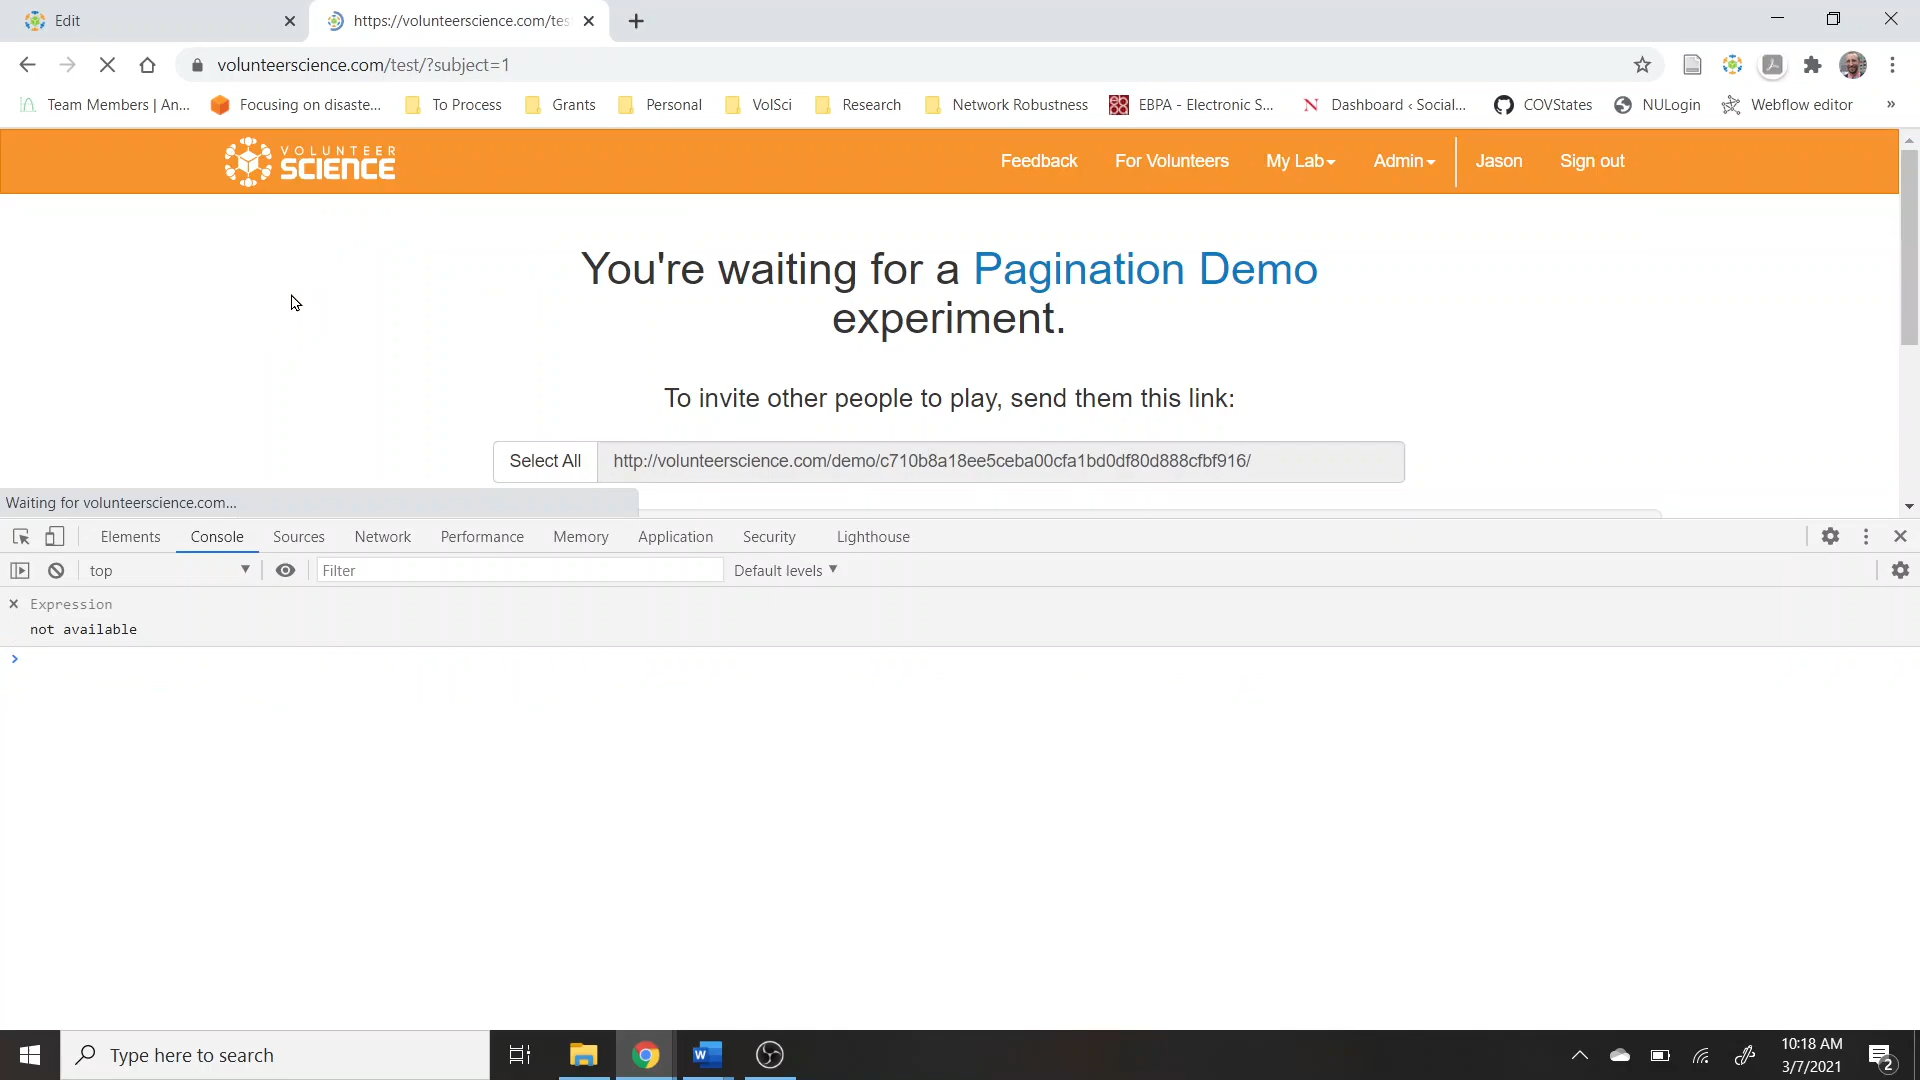 Edit
https://volunteerscience.com/tes
volunteerscience.com/test/?subject=1
Team Members | An... Focusing on disaste... To Process Grants Personal VolSci Research Network Robustness EBPA - Electronic S... Dashboard ‹ Social... COVStates NULogin Webflow editor »
VOLUNTEER
SCIENCE
Feedback For Volunteers My Lab Admin Jason Sign out
You're waiting for a Pagination Demo
experiment.
To invite other people to play, send them this link:
Select All http://volunteerscience.com/demo/c710b8a18ee5ceba00cfa1bd0df80d888cfbf916/
Waiting for volunteerscience.com...
Elements Console Sources Network Performance Memory Application Security Lighthouse
top Filter Default levels
Expression
not available
Type here to search
10:18 AM
3/7/2021
2